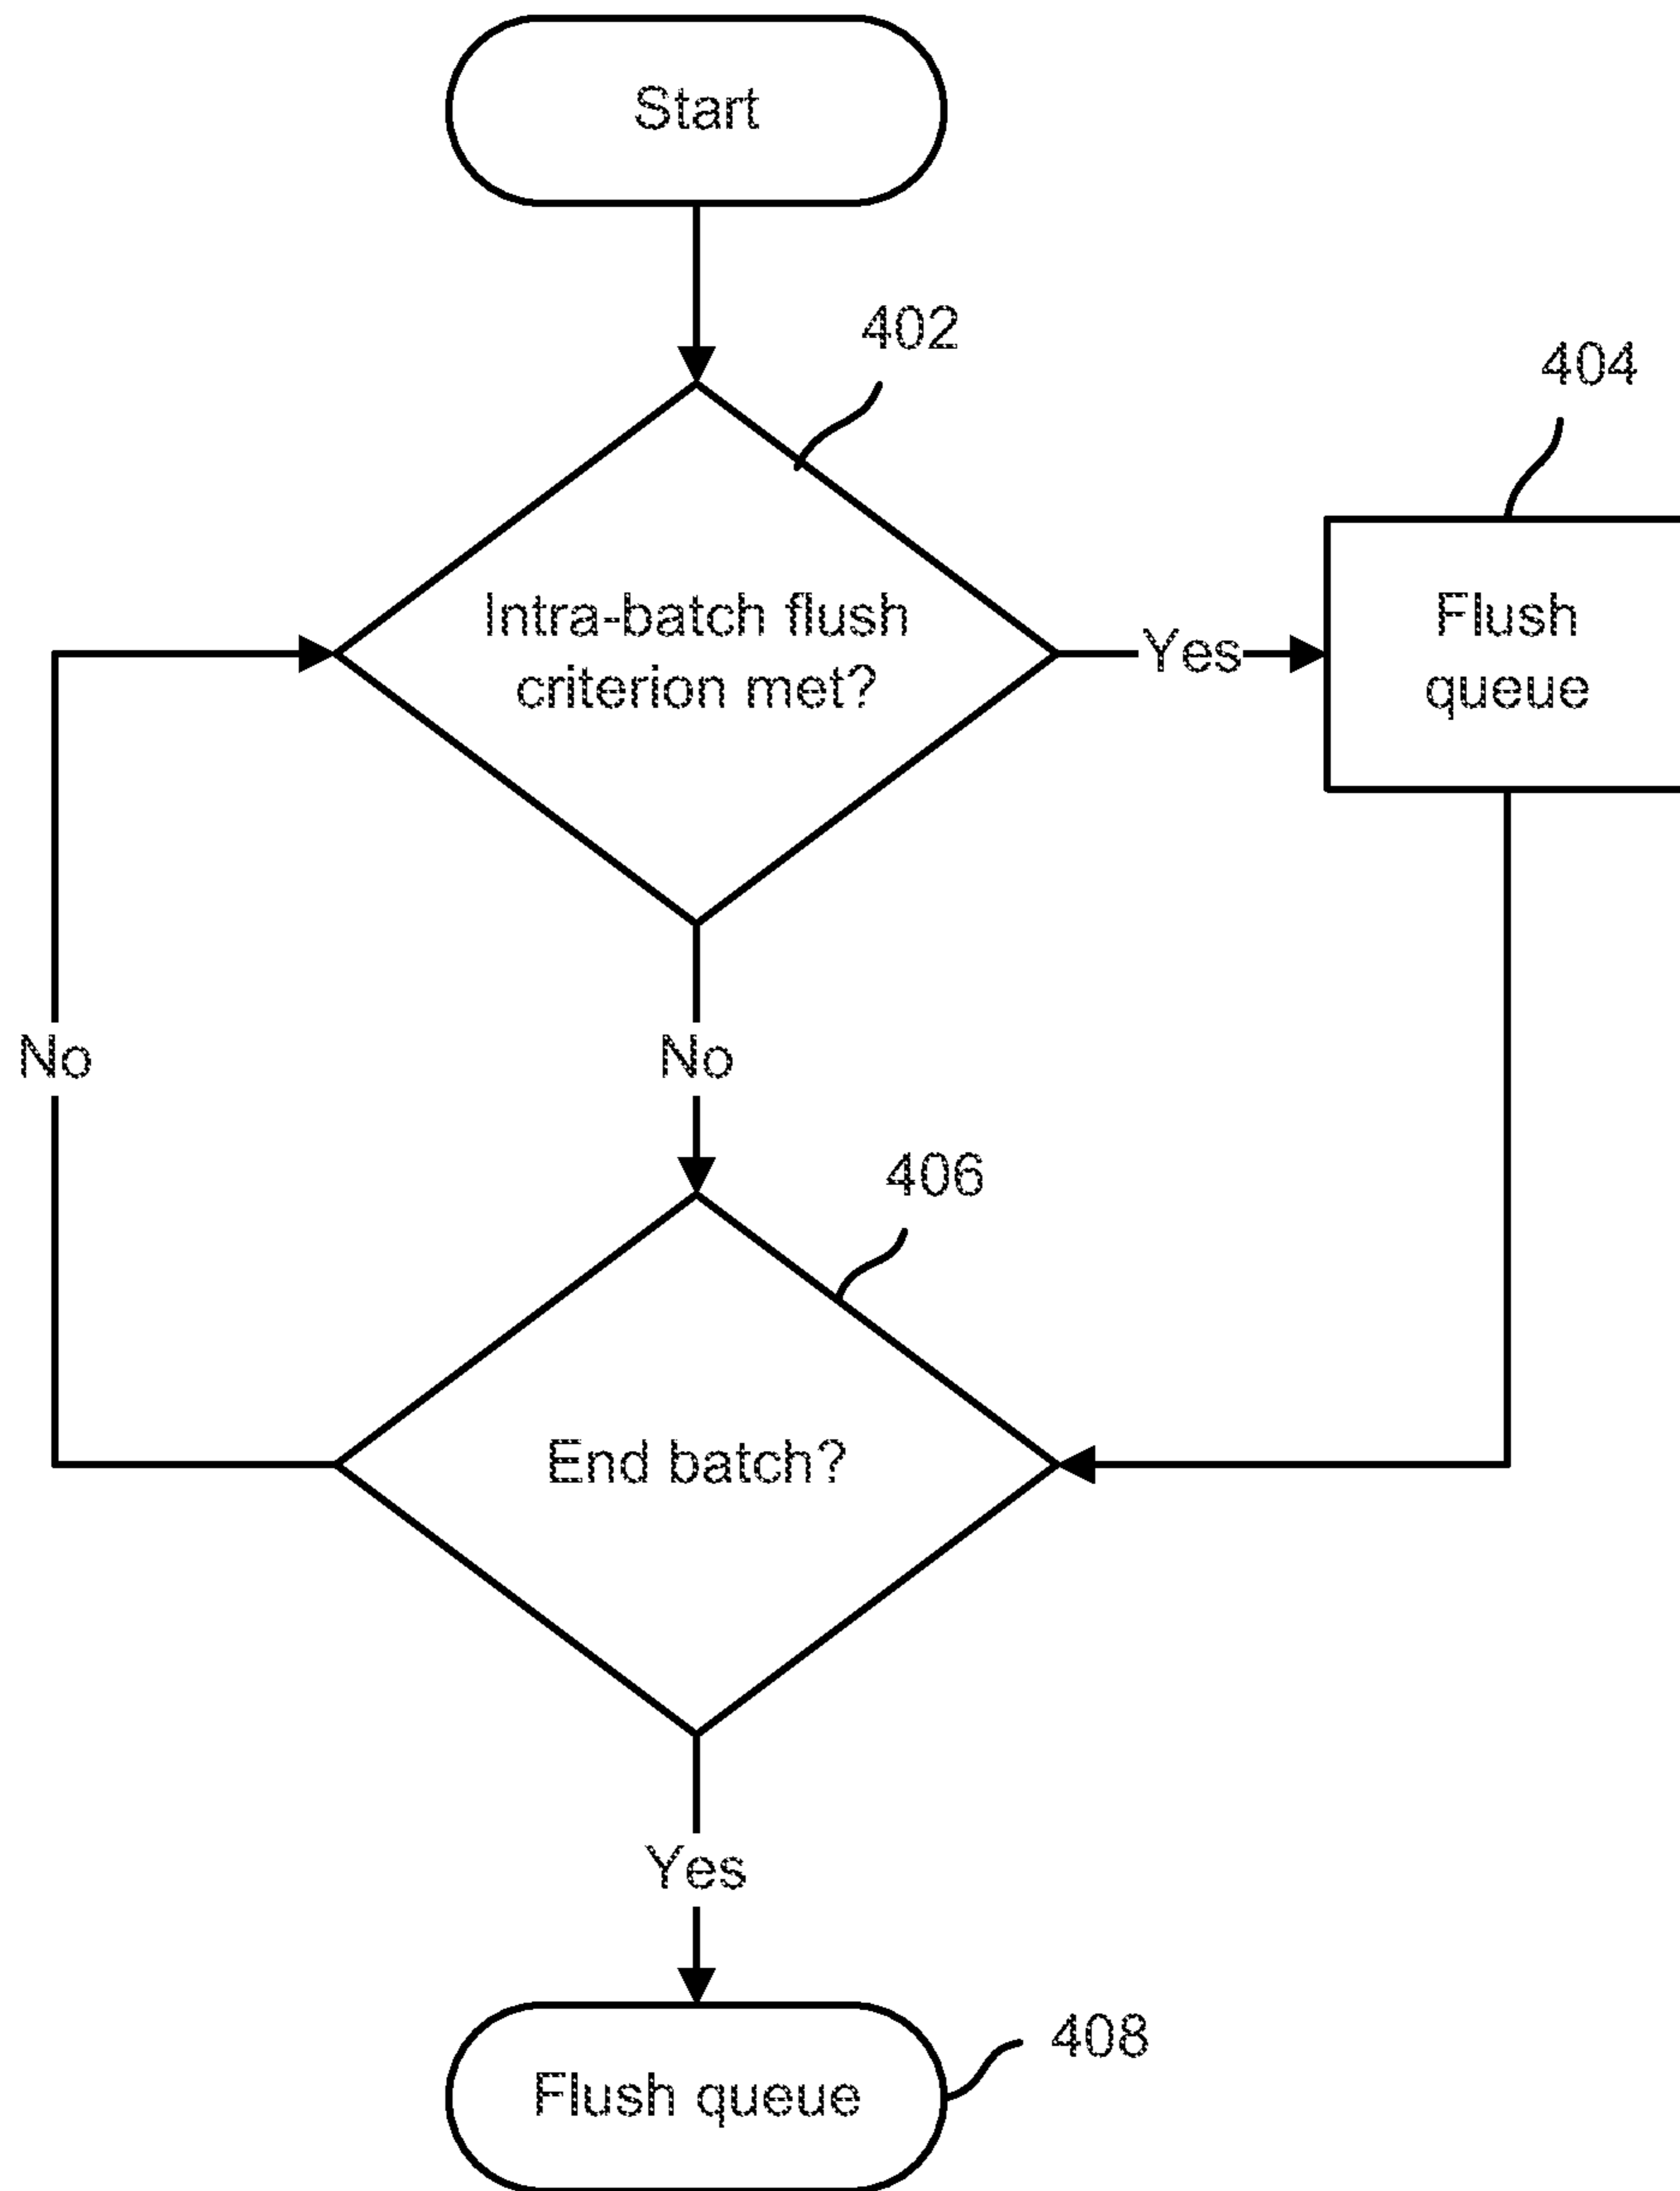 Start
402
404
Intra-batch flush
criterion met?
Yes
Flush
queue
No
No
406
End batch?
Yes
Flush queue
408